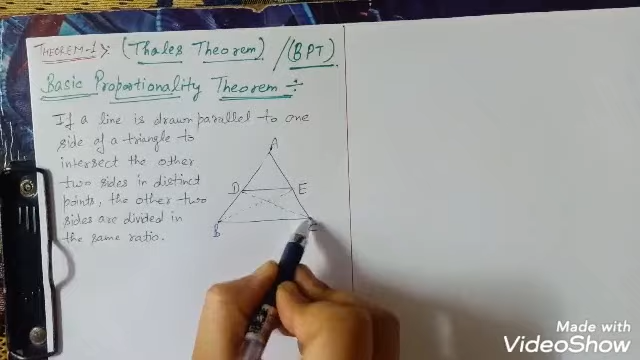 THEOREM-1 :- (Thales Theorem) / (BPT)
Basic Proportionality Theorem ÷
If a line is drawn parallel to one
side of a triangle to
intersect the other
two sides in distinct
points, the other two
sides are divided in
the same ratio.
A
D E
B C
Made with
VideoShow